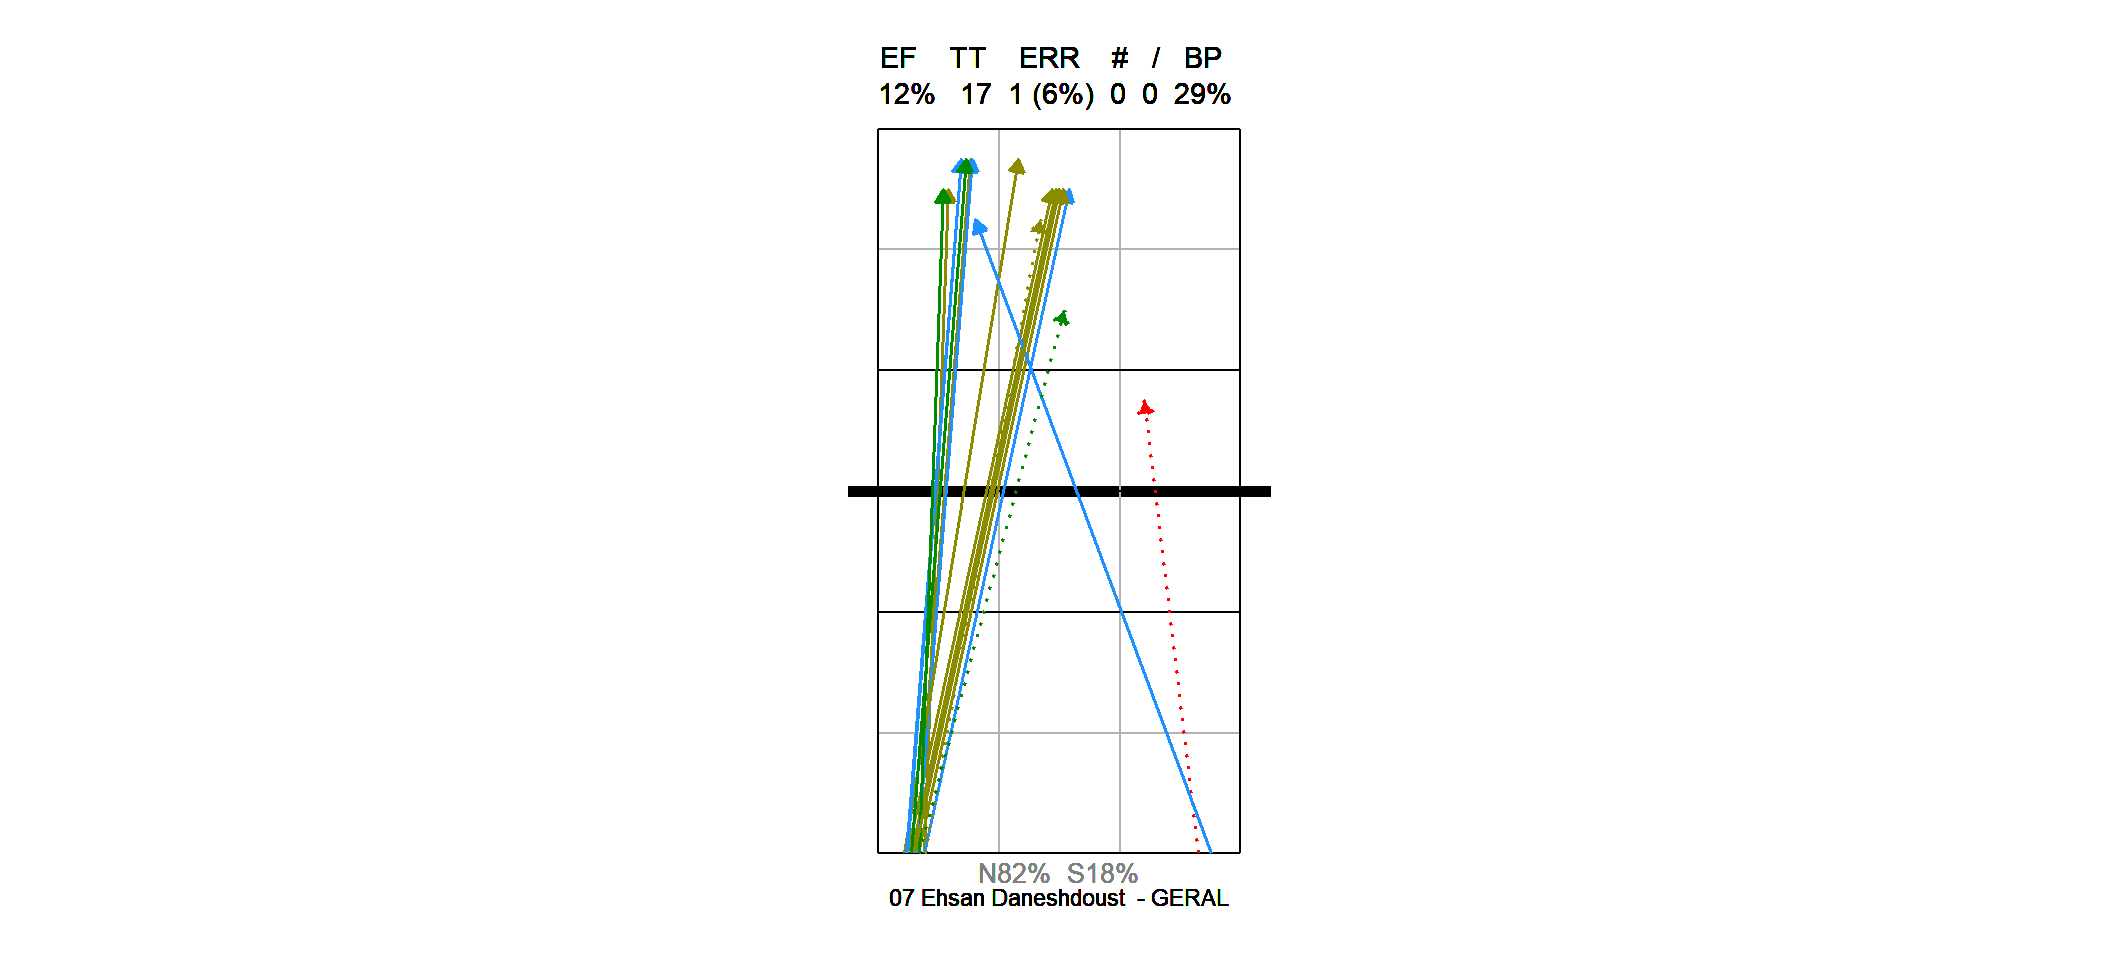 EF TT ERR # / BP
12% 17 1 (6%) 0 0 29%
N82% S18%
07 Ehsan Daneshdoust - GERAL